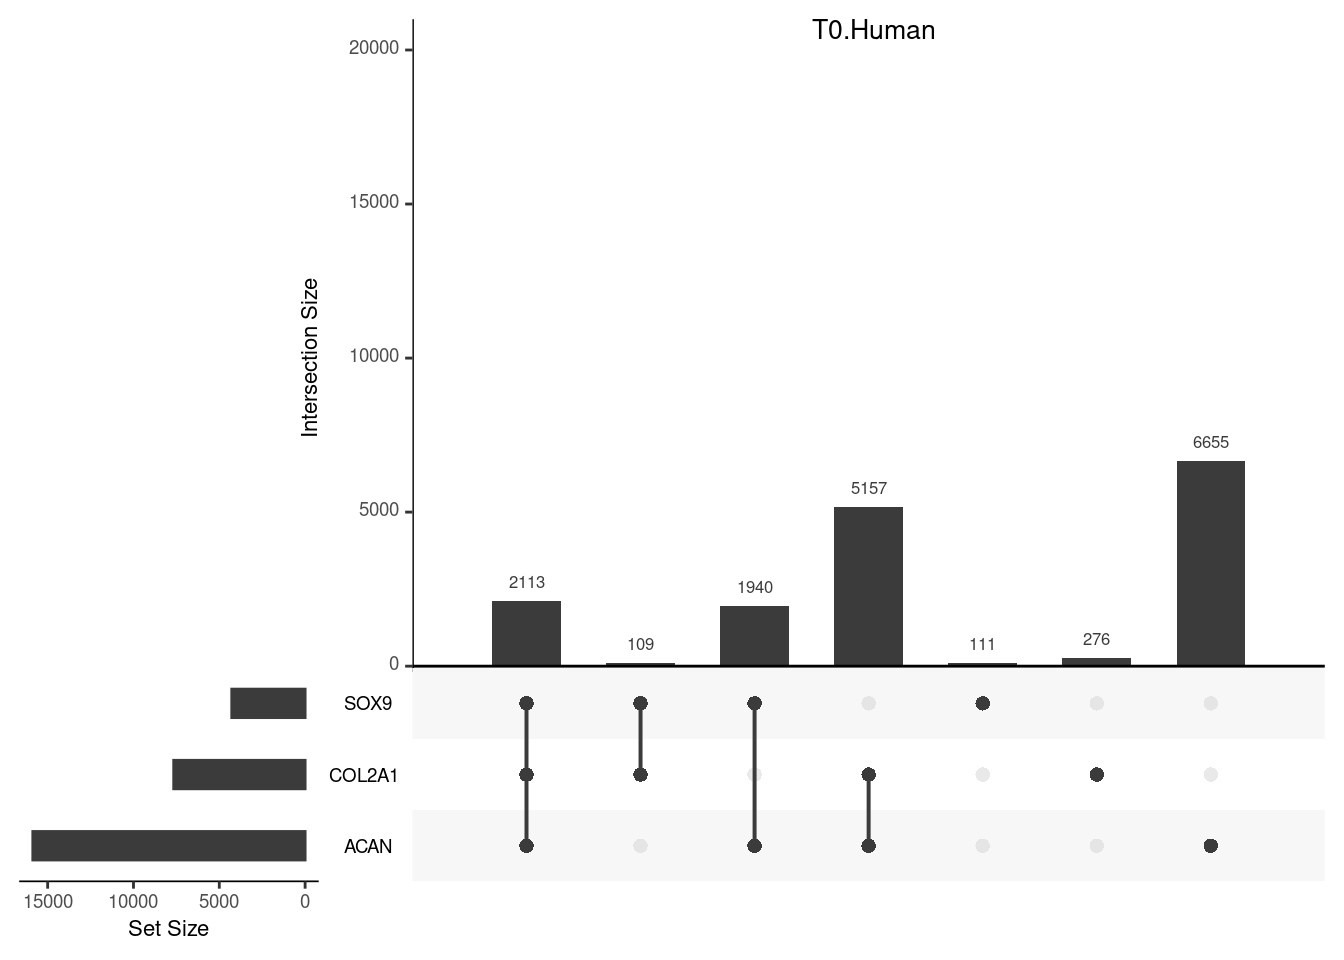 T0.Human
20000
15000
10000
5000
0
Intersection Size
6655
5157
2113
1940
109
111
276
SOX9
COL2A1
ACAN
15000 10000 5000 0
Set Size